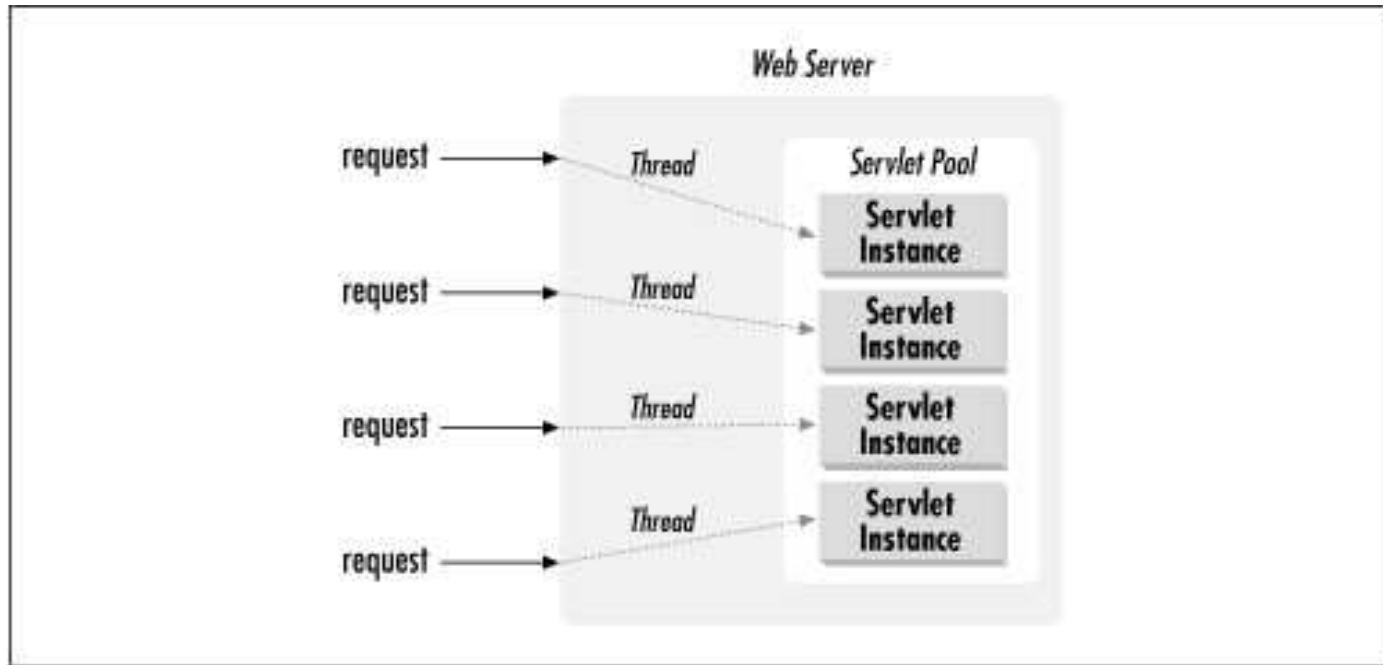 Web Server
request
Thread
Servlet Pool
Servlet
Instance
request
Thread
Servlet
Instance
request
Thread
Servlet
Instance
request
Thread
Servlet
Instance